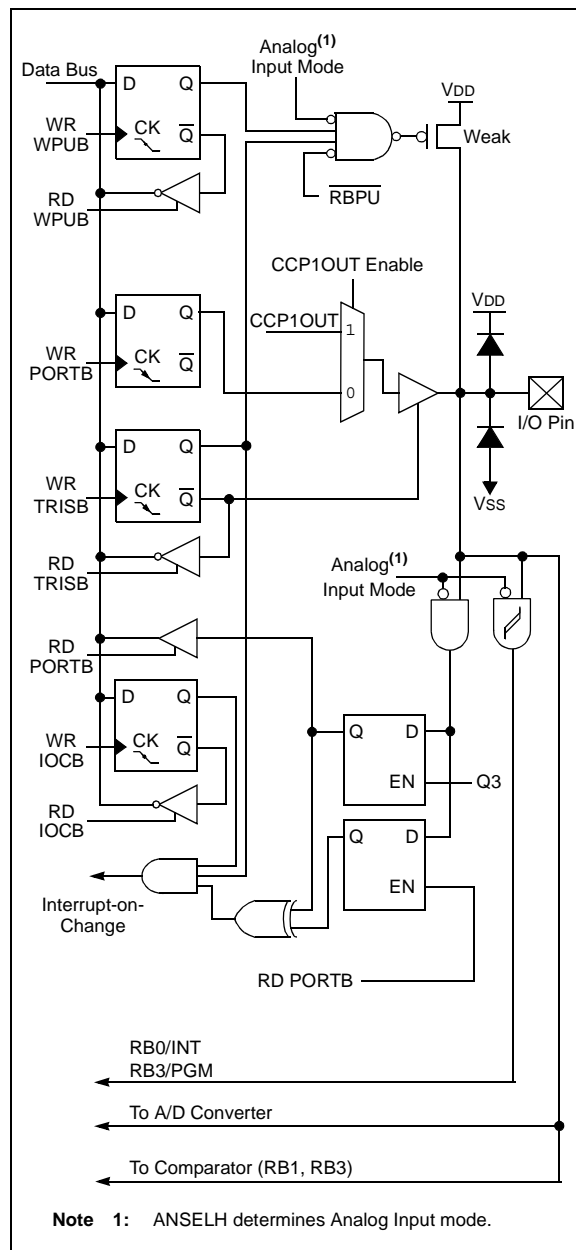 Analog(1)
Input Mode
Data Bus
D Q
VDD
WR
WPUB
CK
Q
Weak
RD
WPUB
RBPU
CCP1OUT Enable
D Q
CCP1OUT
1
VDD
WR
PORTB
CK
Q
0
I/O Pin
D Q
WR
TRISB
CK
Q
VSS
RD
TRISB
Analog(1)
Input Mode
RD
PORTB
D Q
Q D
WR
IOCB
CK
Q
EN
Q3
RD
IOCB
Q D
EN
Interrupt-on-
Change
RD PORTB
RB0/INT
RB3/PGM
To A/D Converter
To Comparator (RB1, RB3)
Note 1: ANSELH determines Analog Input mode.